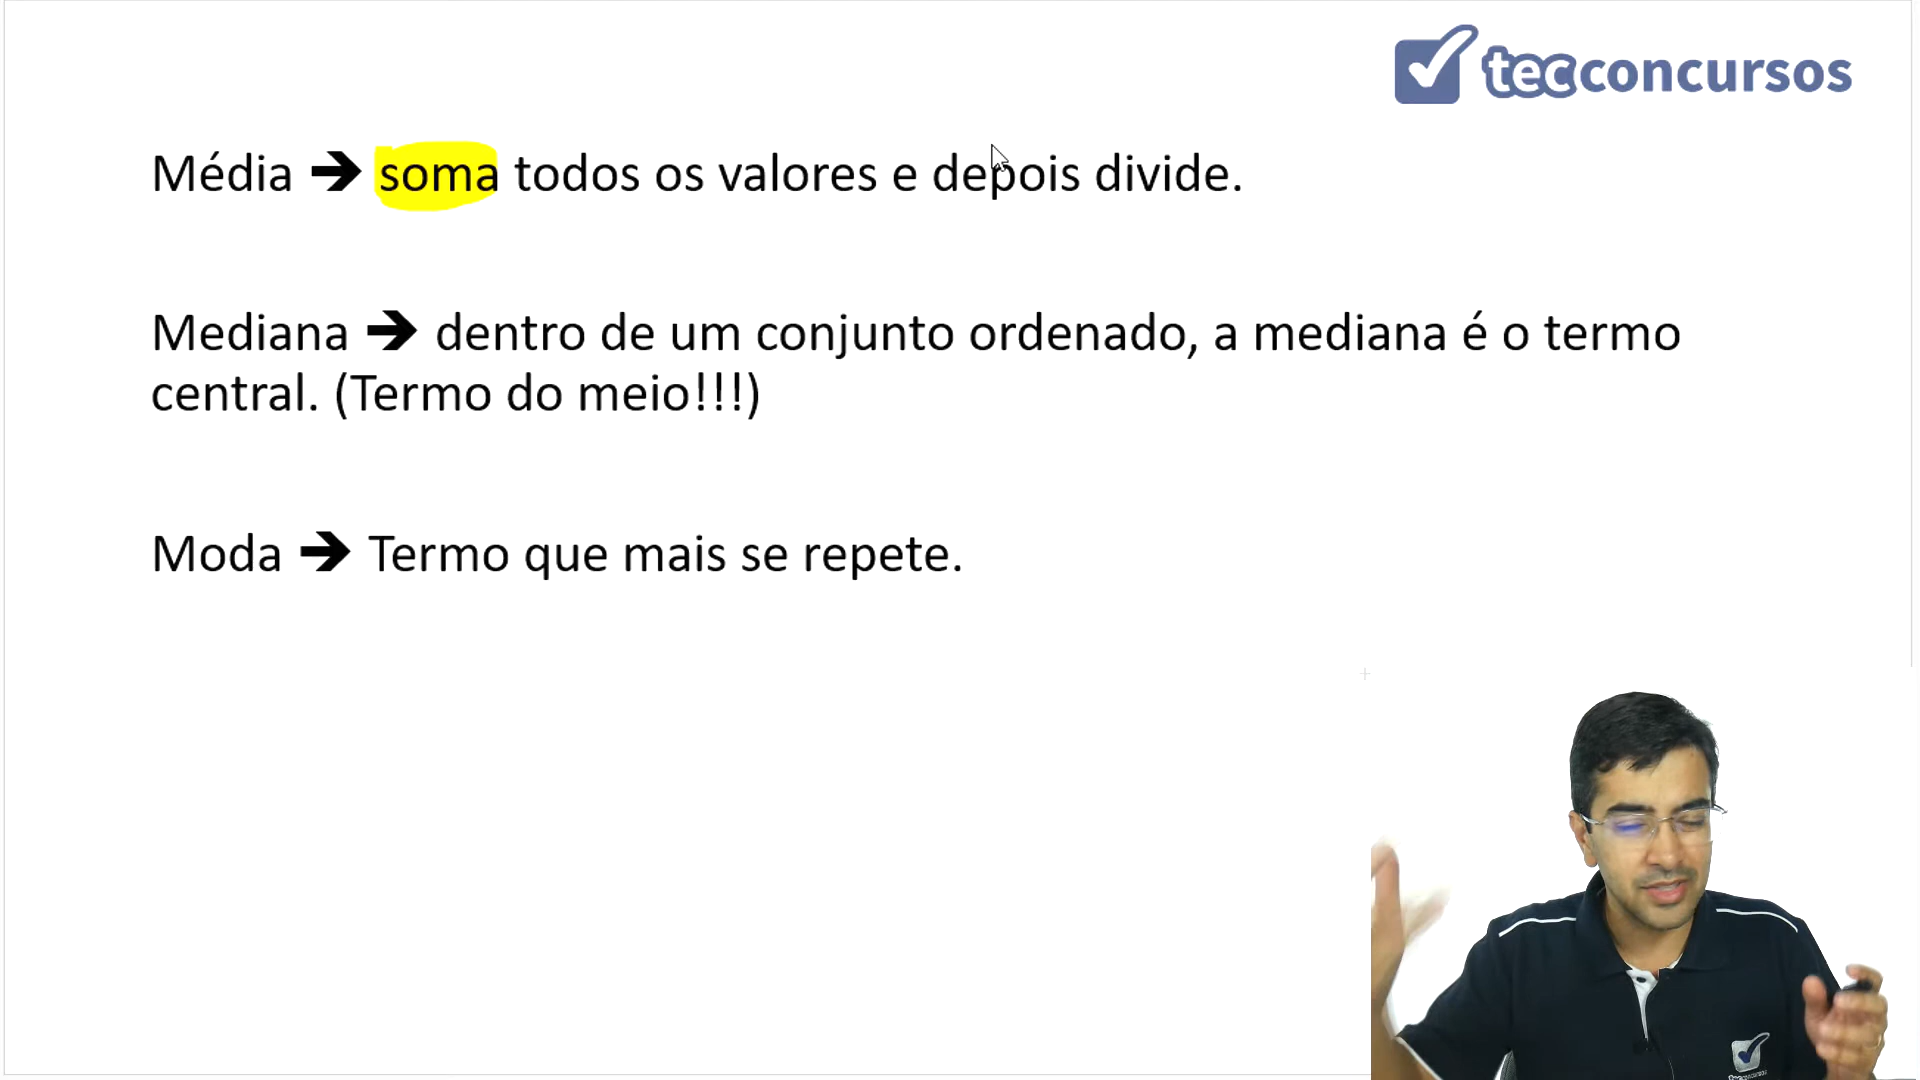 tecconcursos
Média ➔ soma todos os valores e depois divide.
Mediana ➔ dentro de um conjunto ordenado, a mediana é o termo
central. (Termo do meio!!!)
Moda ➔ Termo que mais se repete.